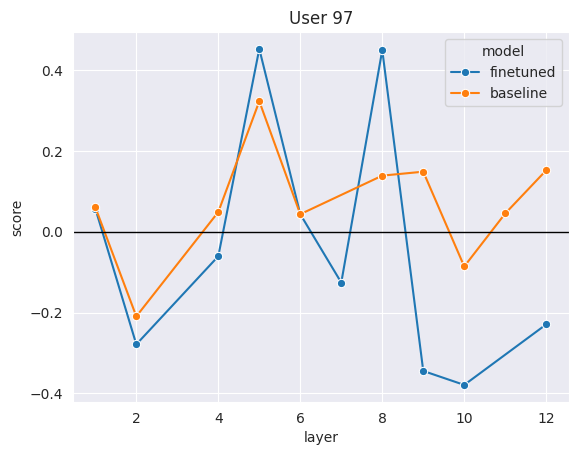 User 97
model
finetuned
baseline
score
0.4
0.2
0.0
−0.2
−0.4
2 4 6 8 10 12
layer